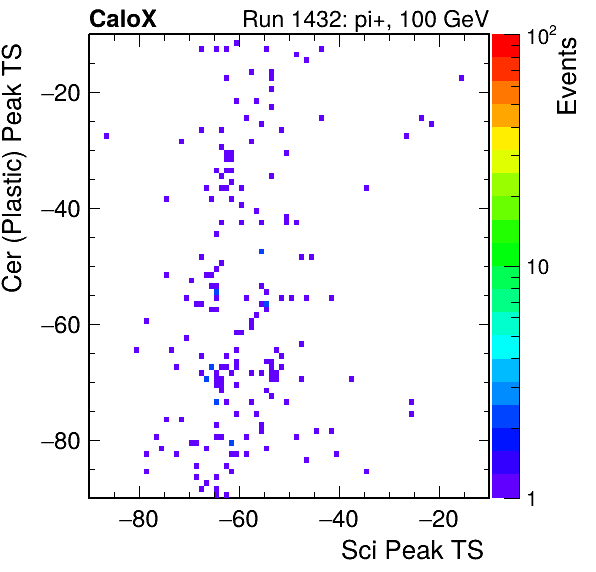 CaloX Run 1432: pi+, 100 GeV
Cer (Plastic) Peak TS
−20
−40
−60
−80
−80 −60 −40 −20
Sci Peak TS
Events
10²
10
1